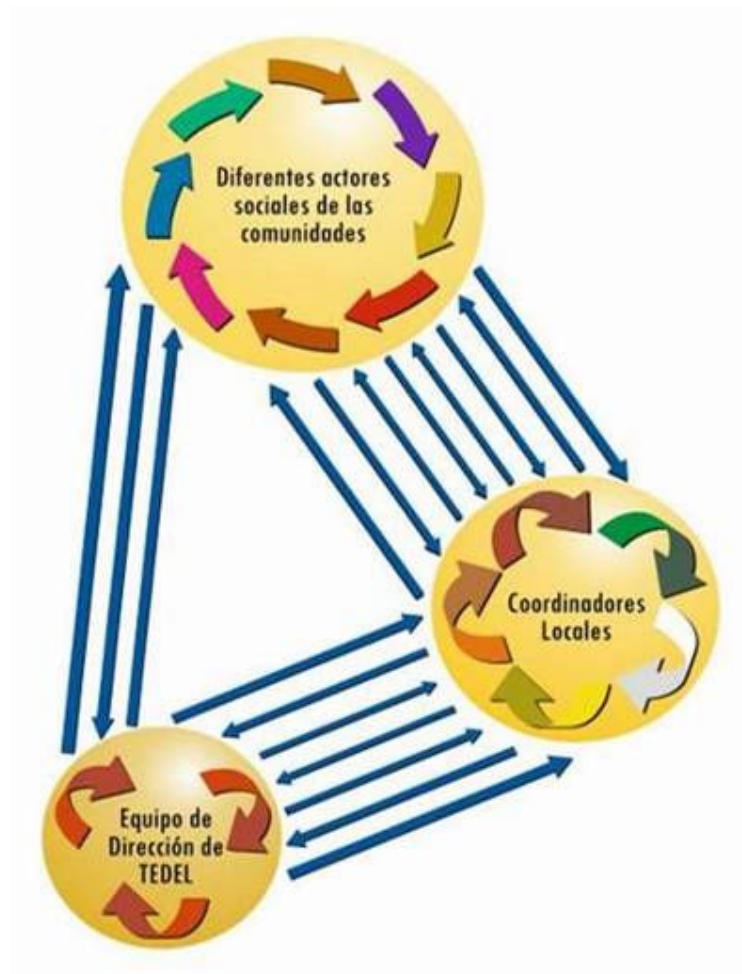 Diferentes actores
sociales de las
comunidades
Coordinadores
Locales
Equipo de
Dirección de
TEDEL